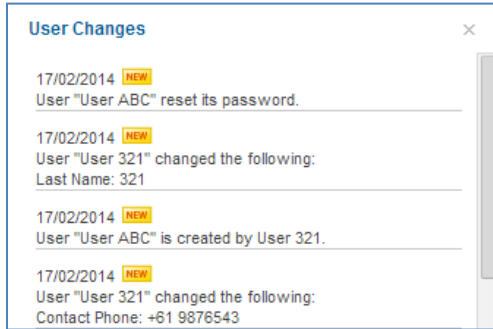 User Changes
17/02/2014 NEW
User "User ABC" reset its password.
17/02/2014 NEW
User "User 321" changed the following:
Last Name: 321
17/02/2014 NEW
User "User ABC" is created by User 321.
17/02/2014 NEW
User "User 321" changed the following:
Contact Phone: +61 9876543